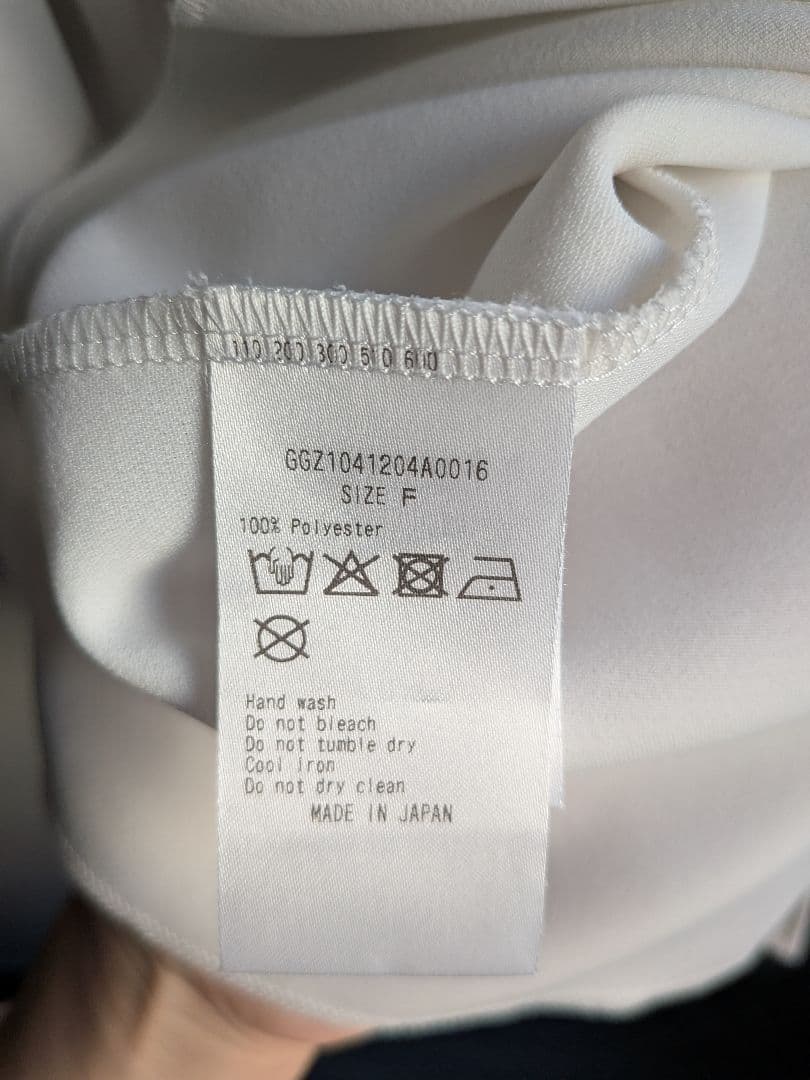 110 200 300 510 600
GGZ1041204A0016
SIZE F
100% Polyester
Hand wash
Do not bleach
Do not tumble dry
Cool iron
Do not dry clean
MADE IN JAPAN